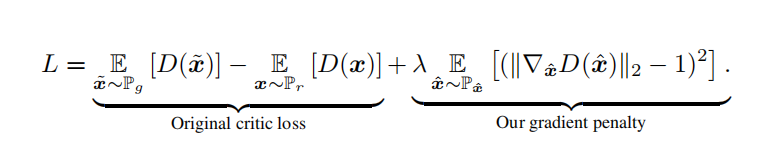 L = 𝔼_{x̃∼ℙ_g} [D(x̃)] − 𝔼_{x∼ℙ_r} [D(x)] + λ 𝔼_{x̂∼ℙ_x̂} [(‖∇_x̂ D(x̂)‖₂ − 1)²] .
Original critic loss Our gradient penalty